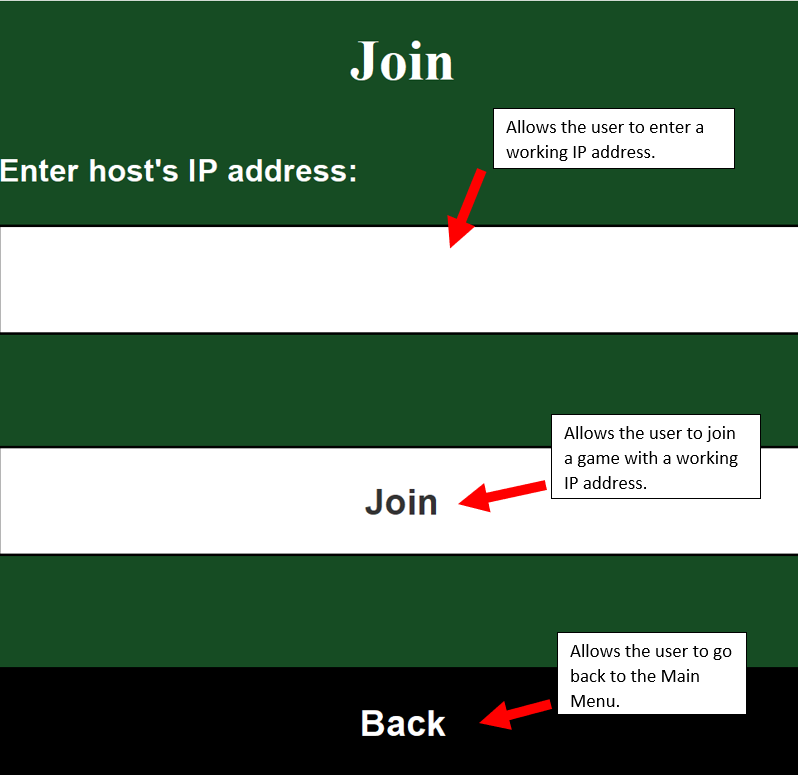 Join
Allows the user to enter a
working IP address.
Enter host's IP address:
Allows the user to join
a game with a working
IP address.
Join
Allows the user to go
back to the Main
Menu.
Back